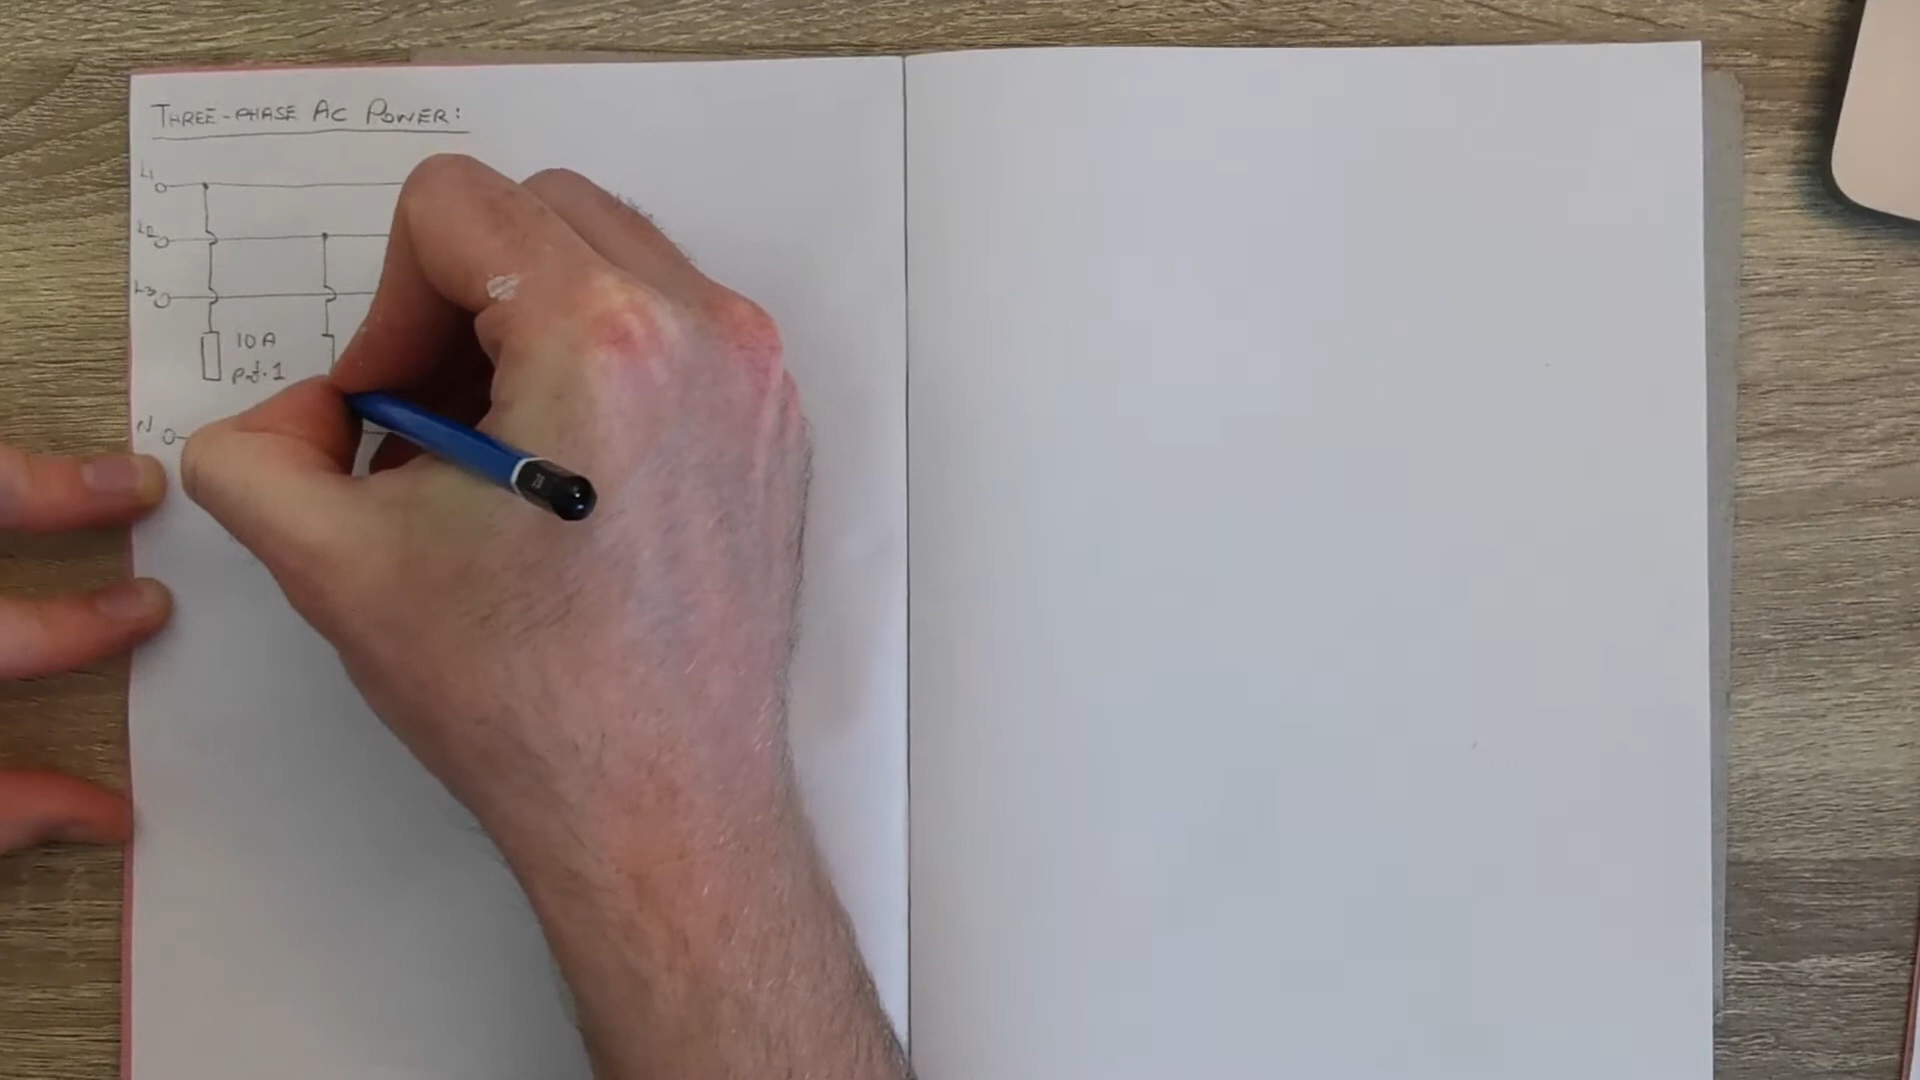 THREE-PHASE AC POWER:
L1
L2
L3
10A
p.f. 1
N